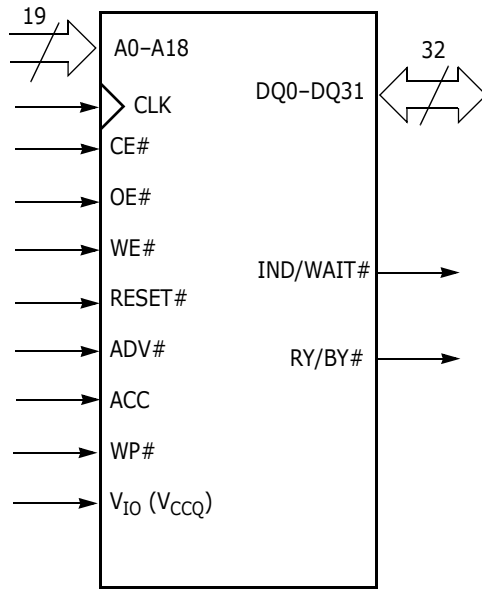 19
A0–A18
CLK
CE#
OE#
WE#
RESET#
ADV#
ACC
WP#
VIO (VCCQ)
32
DQ0–DQ31
IND/WAIT#
RY/BY#